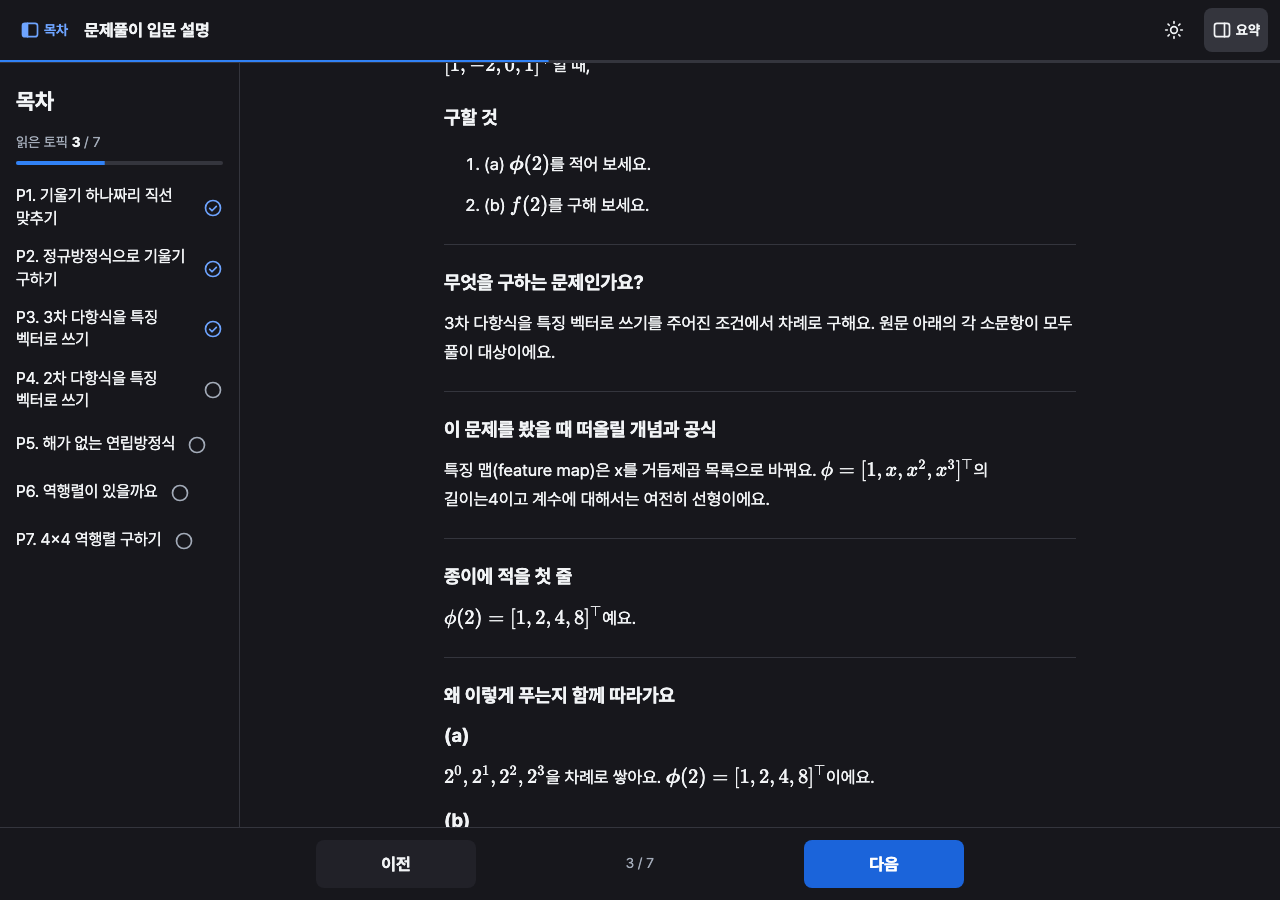 목차 문제풀이 입문 설명 요약
목차
읽은 토픽 3 / 7
P1. 기울기 하나짜리 직선
맞추기
P2. 정규방정식으로 기울기
구하기
P3. 3차 다항식을 특징
벡터로 쓰기
P4. 2차 다항식을 특징
벡터로 쓰기
P5. 해가 없는 연립방정식
P6. 역행렬이 있을까요
P7. 4×4 역행렬 구하기
[1, −2, 0, 1]⊤일 때,
구할 것
1. (a) ϕ(2)를 적어 보세요.
2. (b) f(2)를 구해 보세요.
무엇을 구하는 문제인가요?
3차 다항식을 특징 벡터로 쓰기를 주어진 조건에서 차례로 구해요. 원문 아래의 각 소문항이 모두
풀이 대상이에요.
이 문제를 봤을 때 떠올릴 개념과 공식
특징 맵(feature map)은 x를 거듭제곱 목록으로 바꿔요. ϕ = [1, x, x², x³]⊤의
길이는4이고 계수에 대해서는 여전히 선형이에요.
종이에 적을 첫 줄
ϕ(2) = [1, 2, 4, 8]⊤예요.
왜 이렇게 푸는지 함께 따라가요
(a)
2⁰, 2¹, 2², 2³을 차례로 쌓아요. ϕ(2) = [1, 2, 4, 8]⊤이에요.
(b)
이전 3 / 7 다음